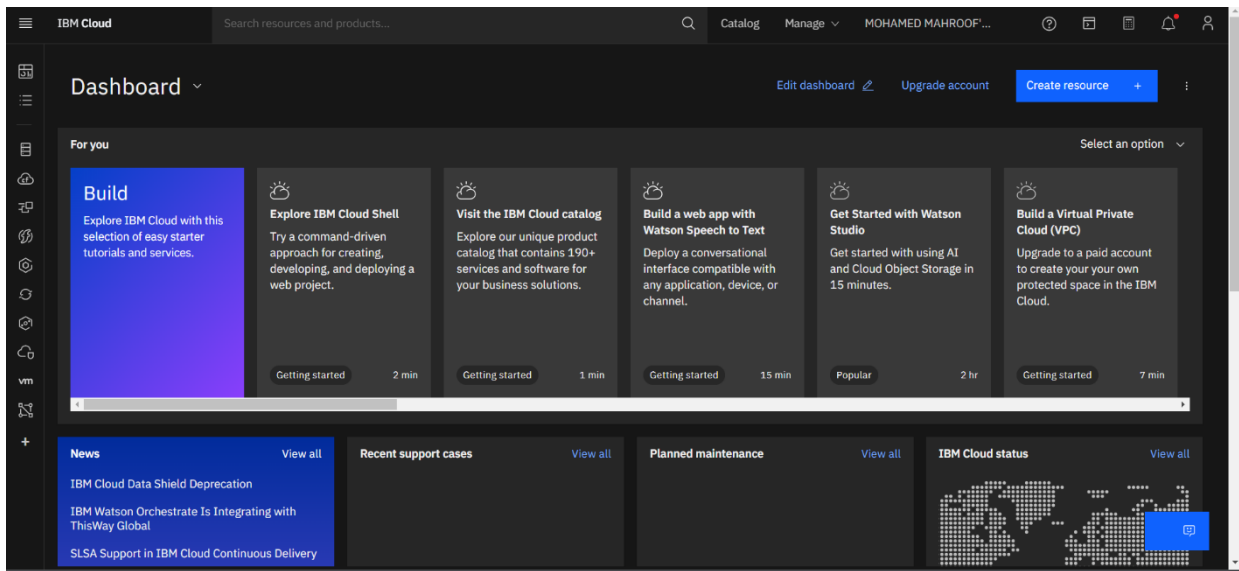 IBM Cloud
Search resources and products...
Catalog
Manage
MOHAMED MAHROOF'...
Dashboard
Edit dashboard
Upgrade account
Create resource +
For you
Select an option
Build
Explore IBM Cloud with this
selection of easy starter
tutorials and services.
Explore IBM Cloud Shell
Try a command-driven
approach for creating,
developing, and deploying a
web project.
Getting started
2 min
Visit the IBM Cloud catalog
Explore our unique product
catalog that contains 190+
services and software for
your business solutions.
Getting started
1 min
Build a web app with
Watson Speech to Text
Deploy a conversational
interface compatible with
any application, device, or
channel.
Getting started
15 min
Get Started with Watson
Studio
Get started with using AI
and Cloud Object Storage in
15 minutes.
Popular
2 hr
Build a Virtual Private
Cloud (VPC)
Upgrade to a paid account
to create your your own
protected space in the IBM
Cloud.
Getting started
7 min
vm
News
View all
IBM Cloud Data Shield Deprecation
IBM Watson Orchestrate Is Integrating with
ThisWay Global
SLSA Support in IBM Cloud Continuous Delivery
Recent support cases
View all
Planned maintenance
View all
IBM Cloud status
View all